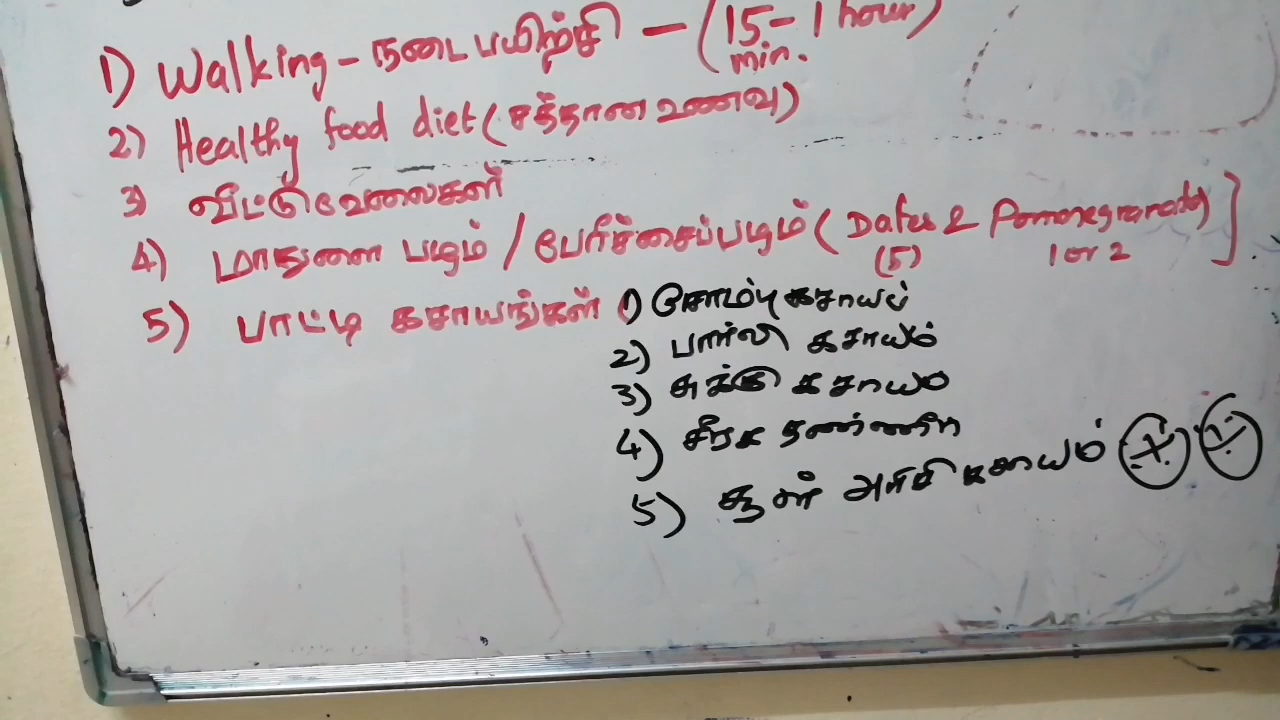 1) Walking - நடை பயிற்சி - (15 - 1 hour)
min.
2) Healthy food diet (சத்தான உணவு)
3) வீட்டு வேலைகள்
4) மாதுளை பழம் / பேரிச்சைப்பழம் (Dates &
(5) 1 or 2
5) பாட்டி கசாயங்கள் 1) சோம்பு கசாயம்
2) பார்லி கசாயம்
3) சுக்கு கசாயம்
4) சீரக தண்ணீர்
5) அரிசி கசாயம்